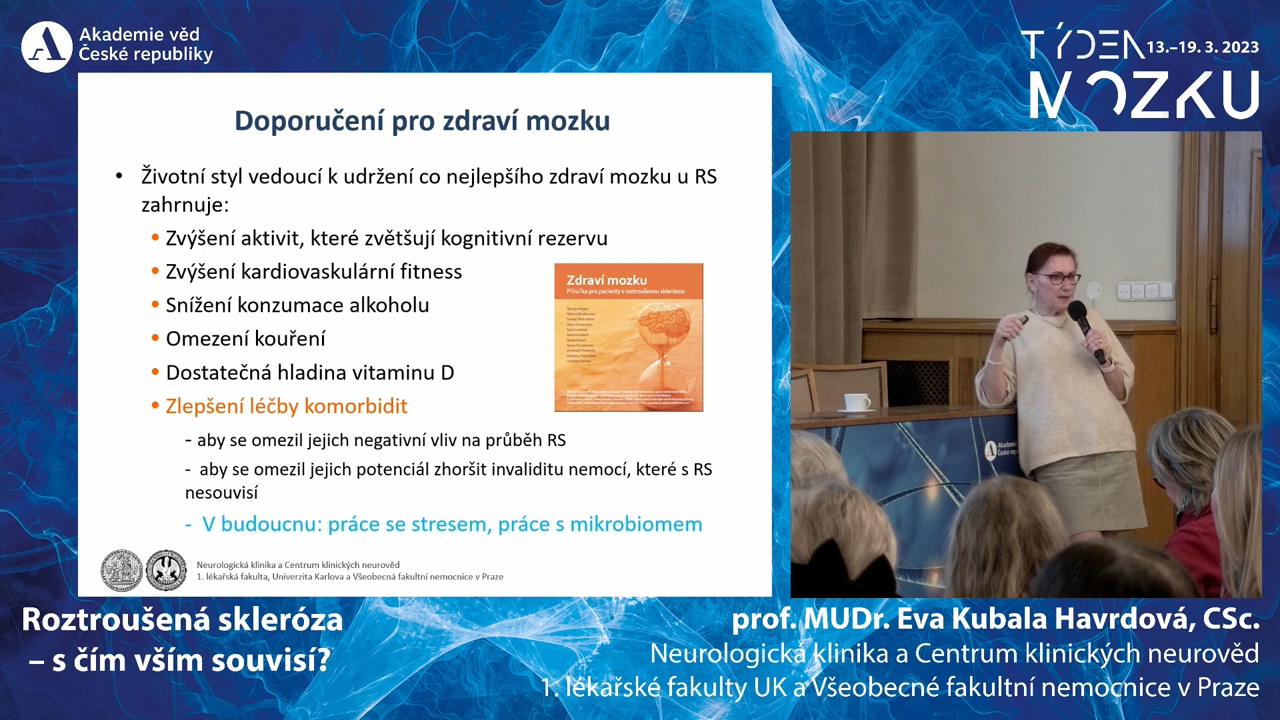 Akademie věd
České republiky
TÝDEN 13.–19. 3. 2023
MOZKU
Doporučení pro zdraví mozku
• Životní styl vedoucí k udržení co nejlepšího zdraví mozku u RS
zahrnuje:
• Zvýšení aktivit, které zvětšují kognitivní rezervu
• Zvýšení kardiovaskulární fitness
• Snížení konzumace alkoholu
• Omezení kouření
• Dostatečná hladina vitaminu D
• Zlepšení léčby komorbidit
- aby se omezil jejich negativní vliv na průběh RS
- aby se omezil jejich potenciál zhoršit invaliditu nemocí, které s RS
nesouvisí
- V budoucnu: práce se stresem, práce s mikrobiomem
Zdraví mozku
Příručka pro pacienty s roztroušenou sklerózou
Neurologická klinika a Centrum klinických neurověd
1. lékařská fakulta, Univerzita Karlova a Všeobecná fakultní nemocnice v Praze
Akademie
České
Roztroušená skleróza
– s čím vším souvisí?
prof. MUDr. Eva Kubala Havrdová, CSc.
Neurologická klinika a Centrum klinických neurověd
1. lékařské fakulty UK a Všeobecné fakultní nemocnice v Praze